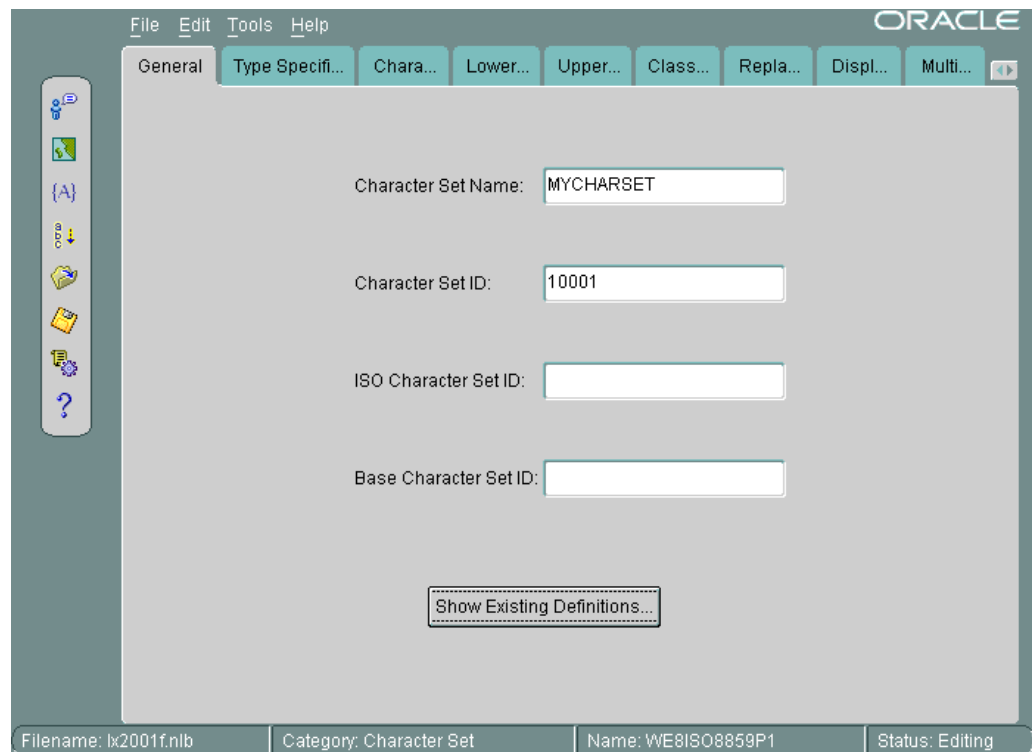 File Edit Tools Help
ORACLE
General Type Specifi... Chara... Lower... Upper... Class... Repla... Displ... Multi...
{A}
a
b
c
?
Character Set Name: MYCHARSET
Character Set ID: 10001
ISO Character Set ID:
Base Character Set ID:
Show Existing Definitions...
Filename: lx2001f.nlb Category: Character Set Name: WE8ISO8859P1 Status: Editing